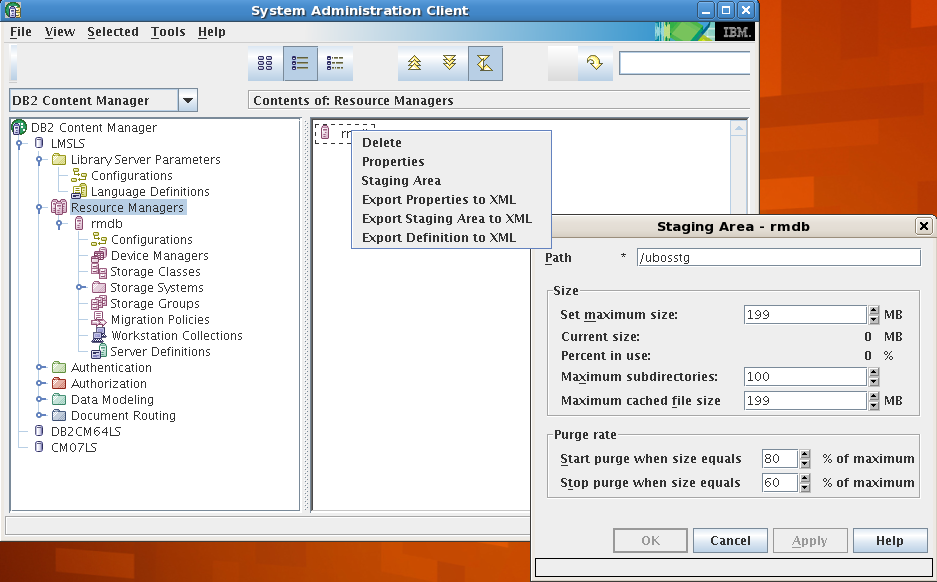 System Administration Client
File View Selected Tools Help
IBM.
DB2 Content Manager
Contents of: Resource Managers
DB2 Content Manager
LMSLS
Library Server Parameters
Configurations
Language Definitions
Resource Managers
rmdb
Configurations
Device Managers
Storage Classes
Storage Systems
Storage Groups
Migration Policies
Workstation Collections
Server Definitions
Authentication
Authorization
Data Modeling
Document Routing
DB2CM64LS
CM07LS
Delete
Properties
Staging Area
Export Properties to XML
Export Staging Area to XML
Export Definition to XML
Staging Area - rmdb
Path * /ubosstg
Size
Set maximum size: 199 MB
Current size: 0 MB
Percent in use: 0 %
Maximum subdirectories: 100
Maximum cached file size 199 MB
Purge rate
Start purge when size equals 80 % of maximum
Stop purge when size equals 60 % of maximum
OK Cancel Apply Help